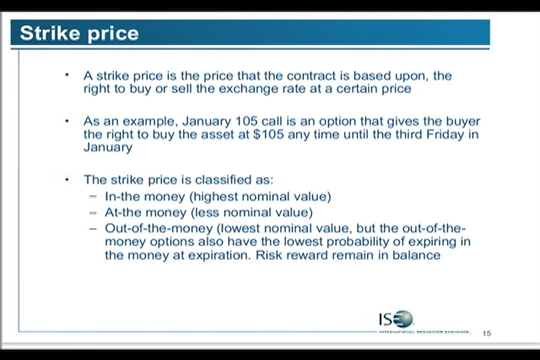 Strike price
• A strike price is the price that the contract is based upon, the
right to buy or sell the exchange rate at a certain price
• As an example, January 105 call is an option that gives the buyer
the right to buy the asset at $105 any time until the third Friday in
January
• The strike price is classified as:
– In-the money (highest nominal value)
– At-the money (less nominal value)
– Out-of-the-money (lowest nominal value, but the out-of-the-
money options also have the lowest probability of expiring in
the money at expiration. Risk reward remain in balance
ISE
INTERNATIONAL SECURITIES EXCHANGE.
15